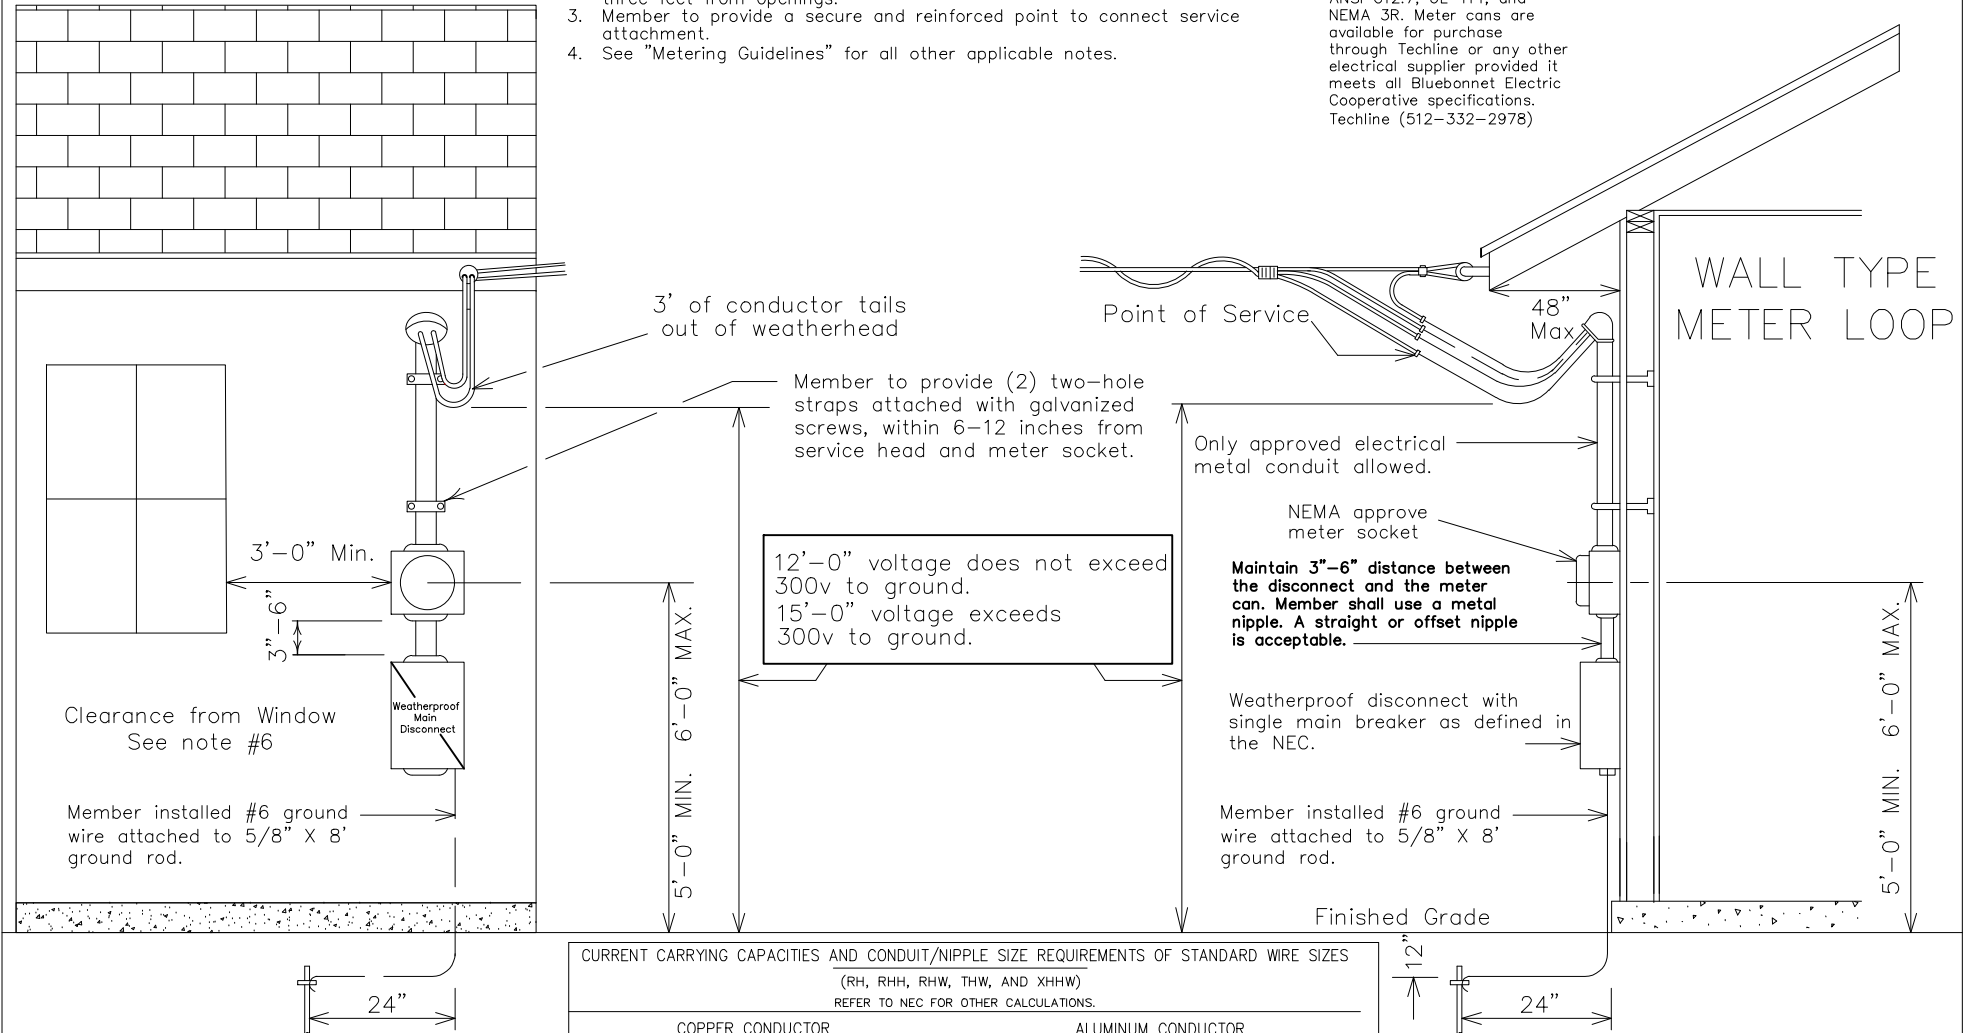 three feet from openings.
3. Member to provide a secure and reinforced point to connect service
attachment.
4. See "Metering Guidelines" for all other applicable notes.
NEMA 3R. Meter cans are
available for purchase
through Techline or any other
electrical supplier provided it
meets all Bluebonnet Electric
Cooperative specifications.
Techline (512-332-2978)
WALL TYPE
METER LOOP
3' of conductor tails
out of weatherhead
Point of Service
48"
Max
Member to provide (2) two-hole
straps attached with galvanized
screws, within 6-12 inches from
service head and meter socket.
Only approved electrical
metal conduit allowed.
NEMA approve
meter socket
3'-0" Min.
12'-0" voltage does not exceed
300v to ground.
15'-0" voltage exceeds
300v to ground.
Maintain 3"-6" distance between
the disconnect and the meter
can. Member shall use a metal
nipple. A straight or offset nipple
is acceptable.
3"-6"
5'-0" MIN. 6'-0" MAX.
5'-0" MIN. 6'-0" MAX.
Weatherproof
Main
Disconnect
Clearance from Window
See note #6
Weatherproof disconnect with
single main breaker as defined in
the NEC.
Member installed #6 ground
wire attached to 5/8" X 8'
ground rod.
Member installed #6 ground
wire attached to 5/8" X 8'
ground rod.
Finished Grade
12"
24"
24"
CURRENT CARRYING CAPACITIES AND CONDUIT/NIPPLE SIZE REQUIREMENTS OF STANDARD WIRE SIZES
(RH, RHH, RHW, THW, AND XHHW)
REFER TO NEC FOR OTHER CALCULATIONS.
COPPER CONDUCTOR
ALUMINUM CONDUCTOR